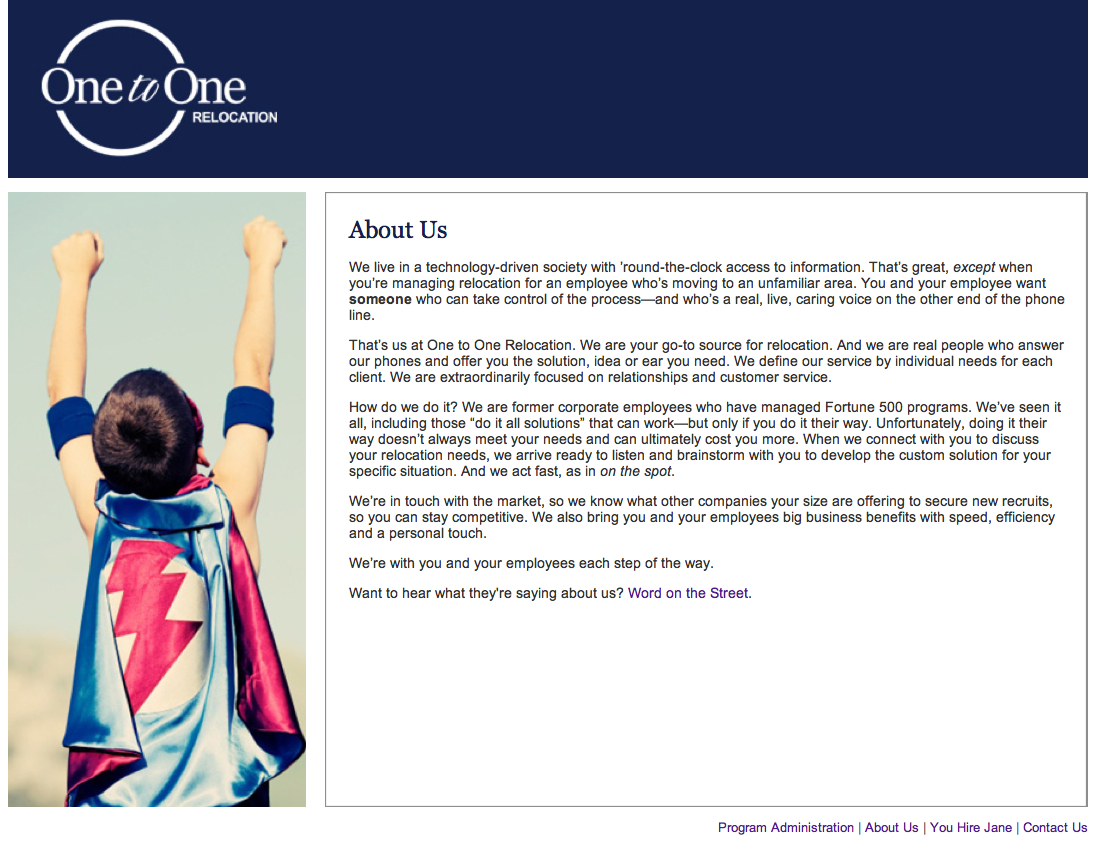 One to One
RELOCATION
About Us
We live in a technology-driven society with ’round-the-clock access to information. That’s great, except when
you’re managing relocation for an employee who’s moving to an unfamiliar area. You and your employee want
someone who can take control of the process—and who’s a real, live, caring voice on the other end of the phone
line.
That’s us at One to One Relocation. We are your go-to source for relocation. And we are real people who answer
our phones and offer you the solution, idea or ear you need. We define our service by individual needs for each
client. We are extraordinarily focused on relationships and customer service.
How do we do it? We are former corporate employees who have managed Fortune 500 programs. We’ve seen it
all, including those “do it all solutions” that can work—but only if you do it their way. Unfortunately, doing it their
way doesn’t always meet your needs and can ultimately cost you more. When we connect with you to discuss
your relocation needs, we arrive ready to listen and brainstorm with you to develop the custom solution for your
specific situation. And we act fast, as in on the spot.
We’re in touch with the market, so we know what other companies your size are offering to secure new recruits,
so you can stay competitive. We also bring you and your employees big business benefits with speed, efficiency
and a personal touch.
We’re with you and your employees each step of the way.
Want to hear what they're saying about us? Word on the Street.
Program Administration | About Us | You Hire Jane | Contact Us